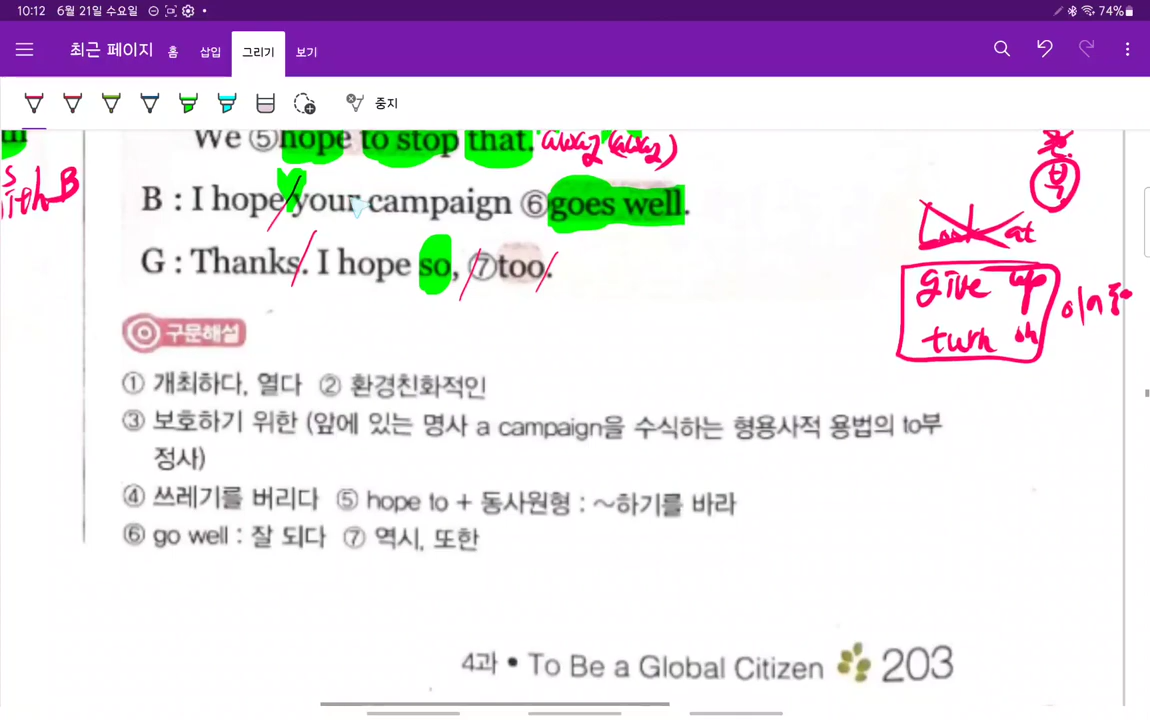 10:12 6월 21일 수요일 74%
최근 페이지 홈 삽입 그리기 보기
중지
We ⑤hope to stop that.
ith B
B : I hope your campaign ⑥goes well.
부
Look at
G : Thanks. I hope so, ⑦too.
give up
turn on
구문해설
① 개최하다, 열다 ② 환경친화적인
③ 보호하기 위한 (앞에 있는 명사 a campaign을 수식하는 형용사적 용법의 to부
정사)
④ 쓰레기를 버리다 ⑤ hope to + 동사원형 : ~하기를 바라
⑥ go well : 잘 되다 ⑦ 역시, 또한
4과 • To Be a Global Citizen 203